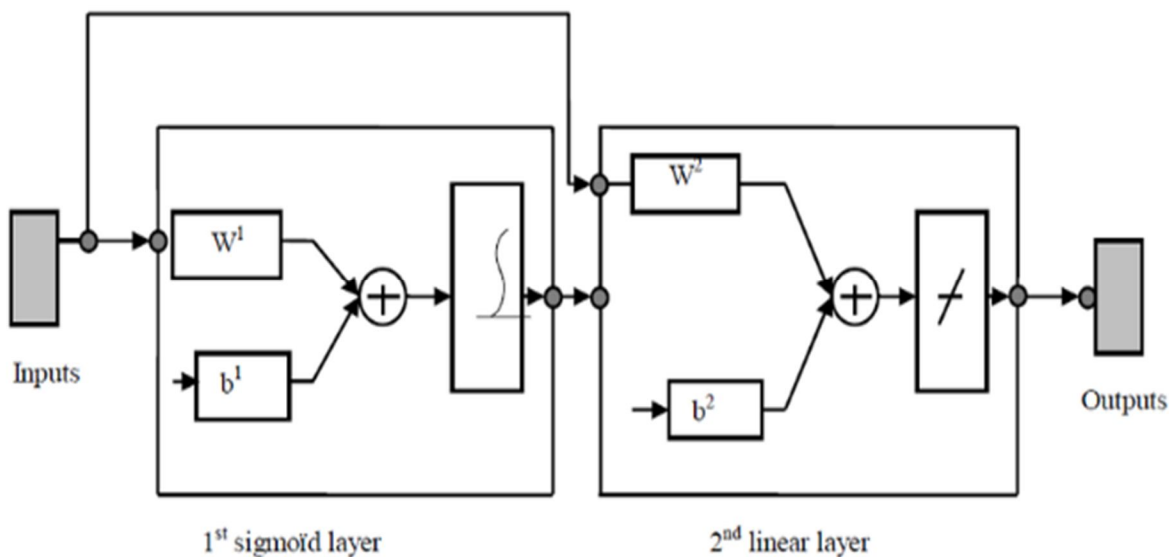 W²
W¹
Inputs
b¹
b²
Outputs
1ˢᵗ sigmoïd layer
2ⁿᵈ linear layer